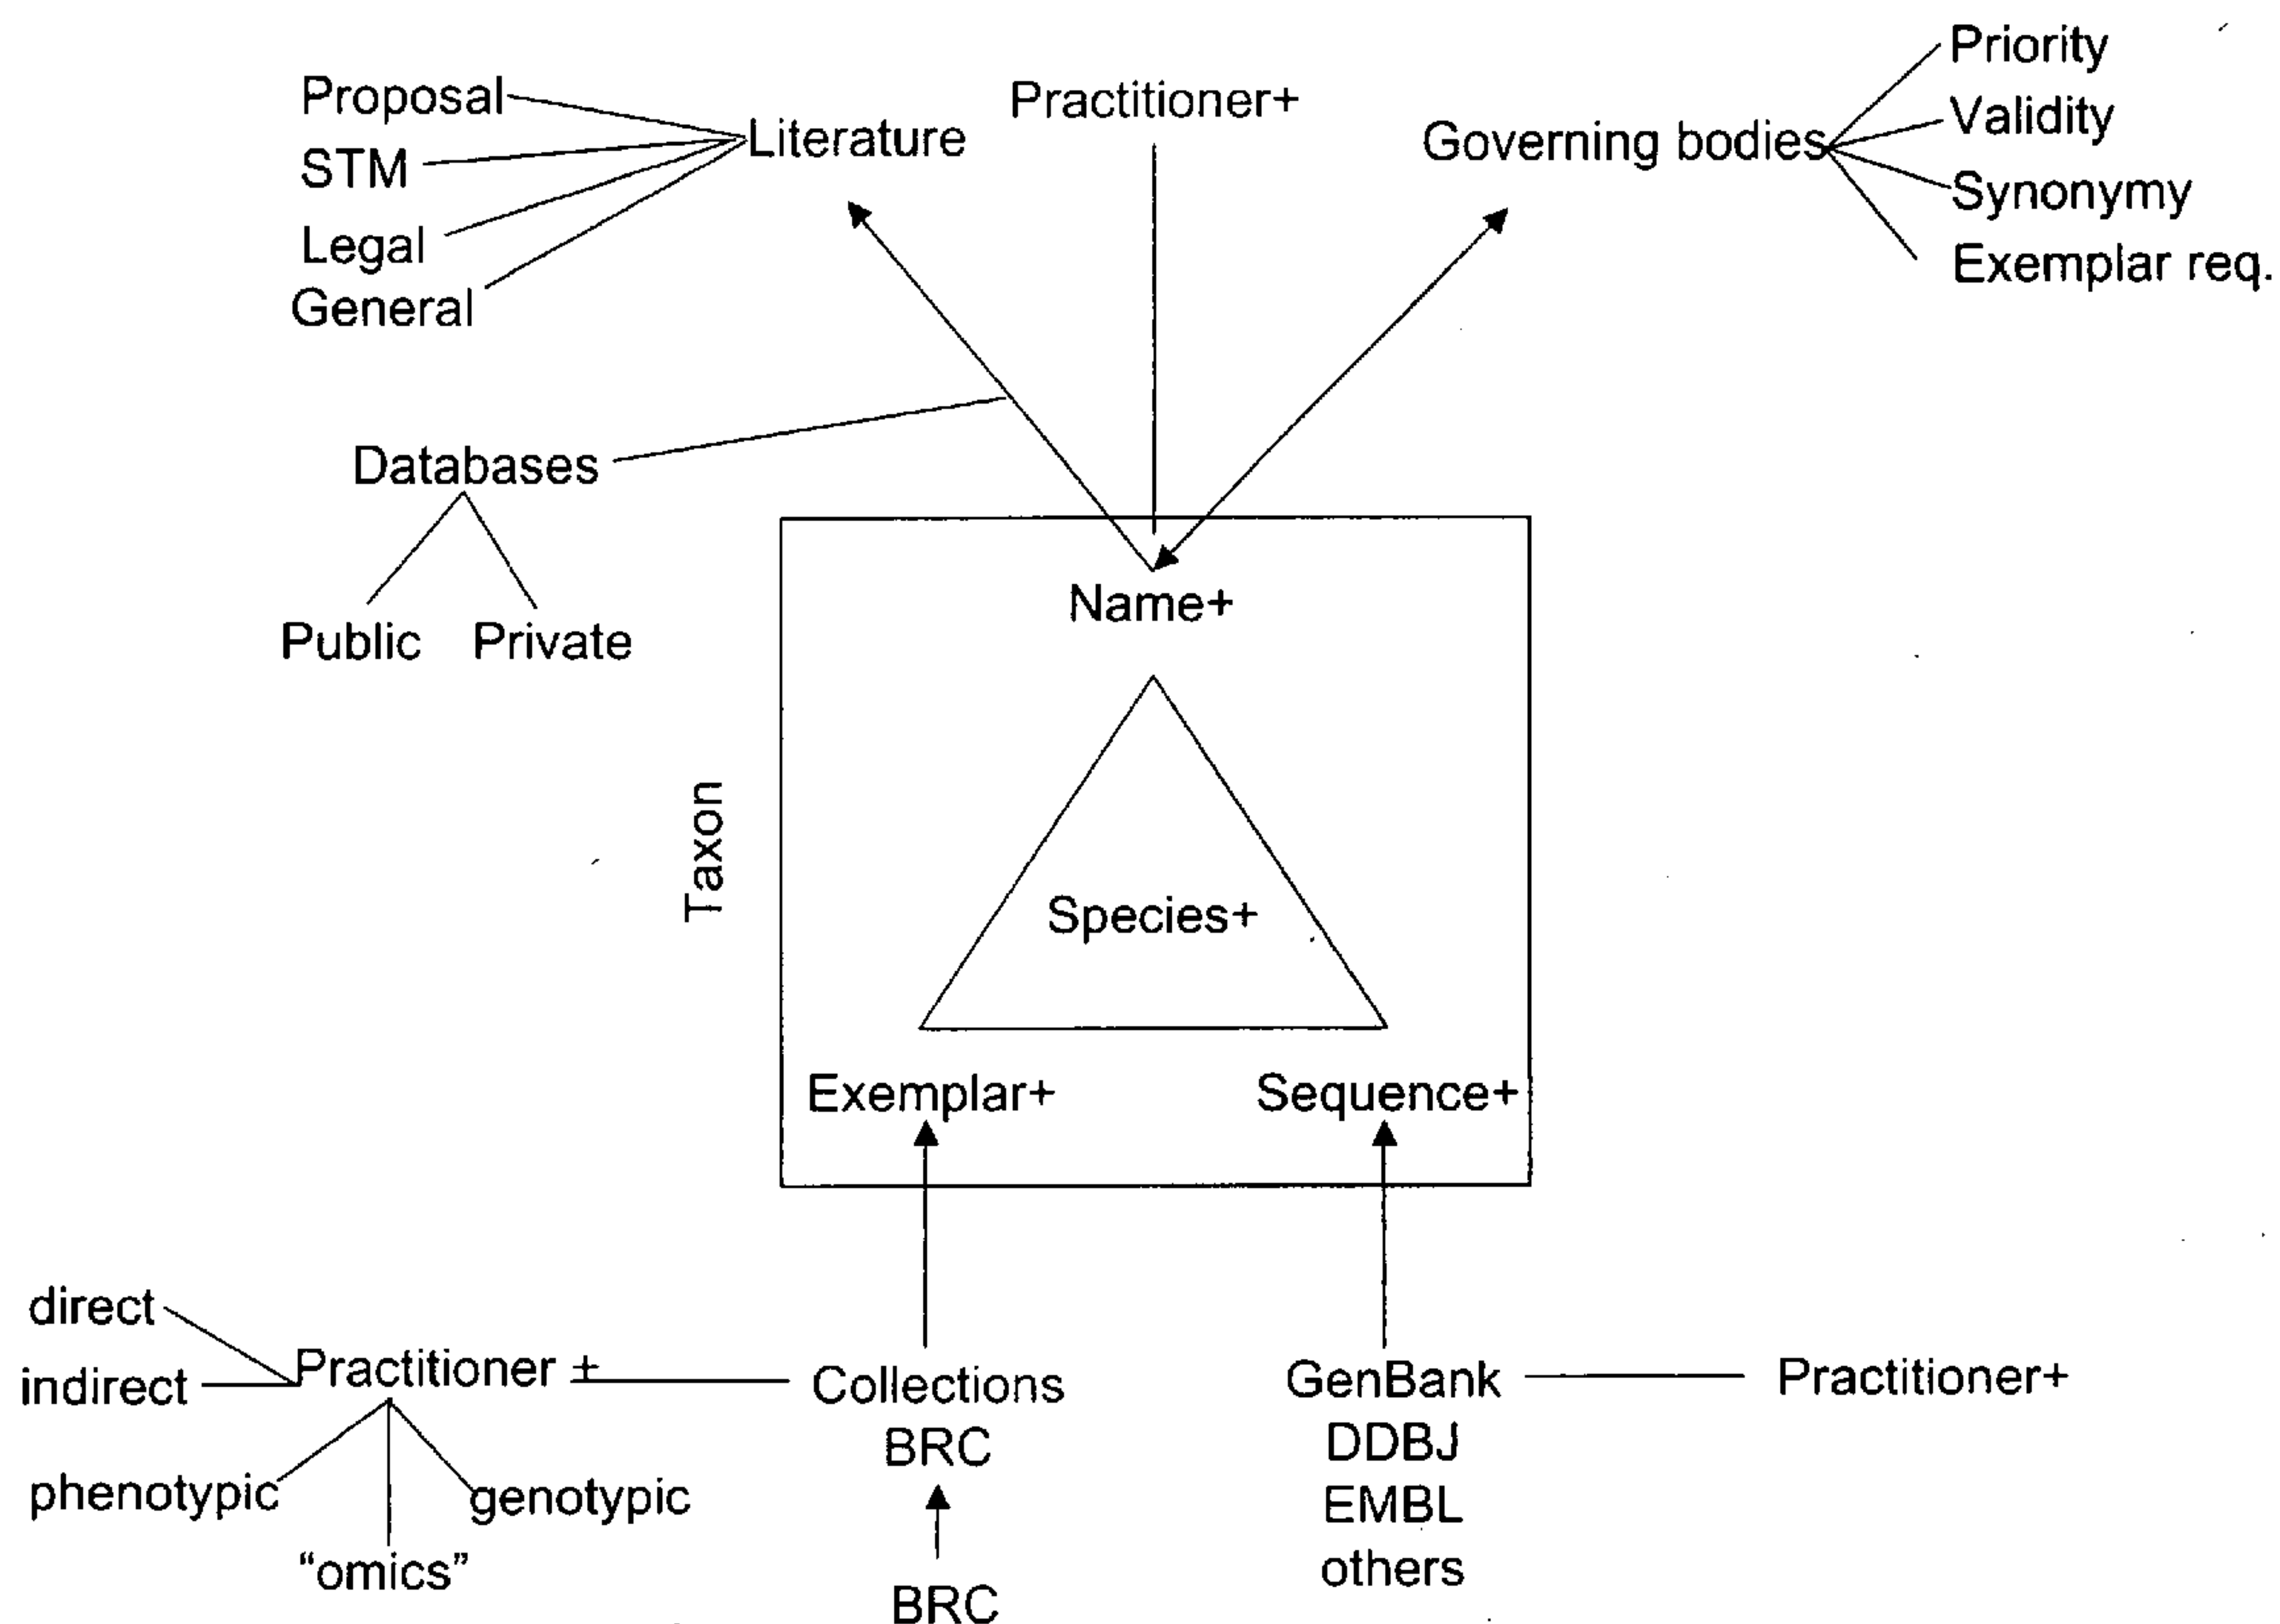 Proposal
STM
Legal
General
Literature
Practitioner+
Governing bodies
Priority
Validity
Synonymy
Exemplar req.
Databases
Public
Private
Name+
Taxon
Species+
Exemplar+
Sequence+
direct
indirect
Practitioner +
phenotypic
"omics"
genotypic
Collections
BRC
BRC
GenBank
DDBJ
EMBL
others
Practitioner+